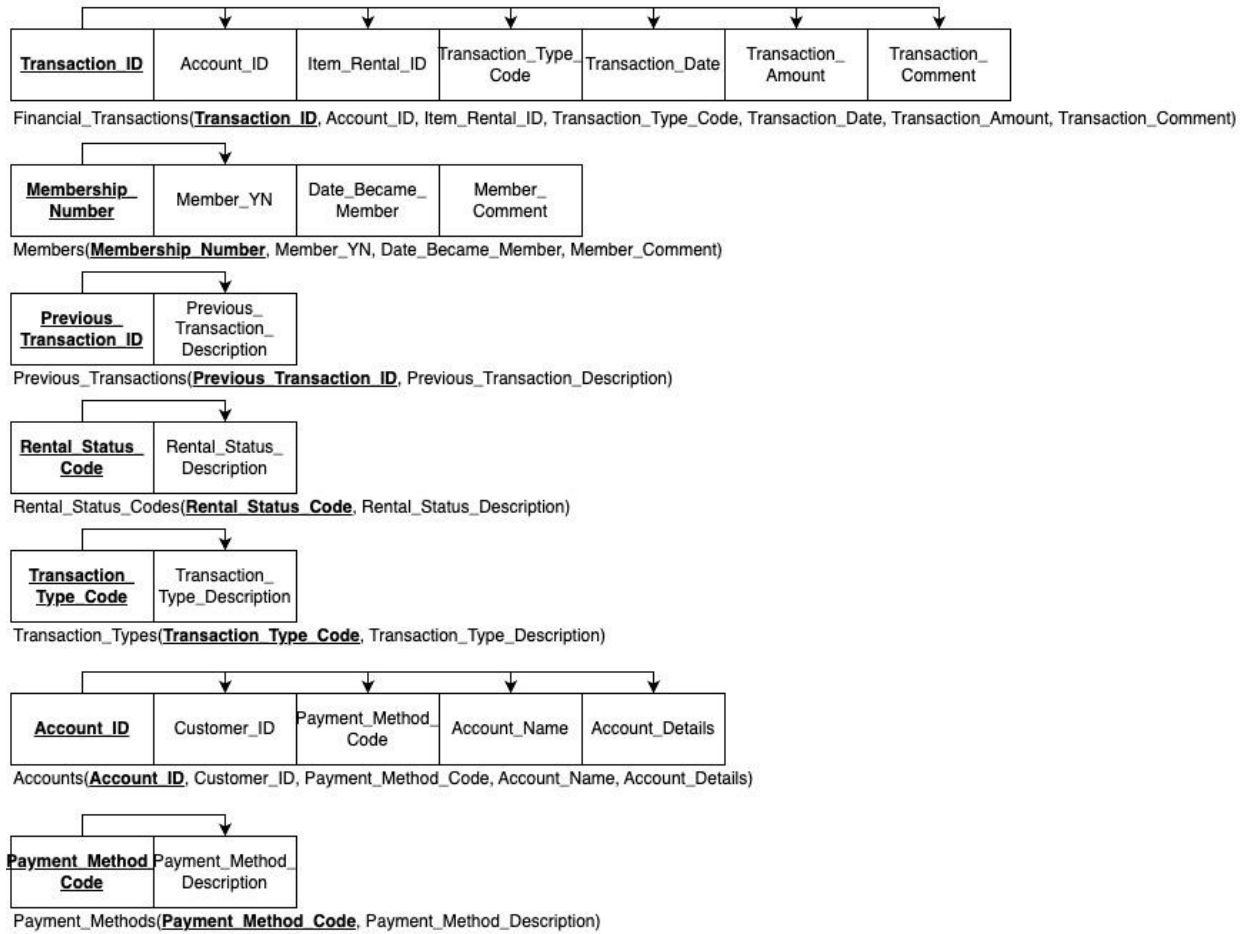 Transaction_ID Account_ID Item_Rental_ID Transaction_Type_ Code Transaction_Date Transaction_ Amount Transaction_ Comment
Financial_Transactions(Transaction_ID, Account_ID, Item_Rental_ID, Transaction_Type_Code, Transaction_Date, Transaction_Amount, Transaction_Comment)
Membership_ Number Member_YN Date_Became_ Member Member_ Comment
Members(Membership_Number, Member_YN, Date_Became_Member, Member_Comment)
Previous_ Transaction_ID Previous_ Transaction_ Description
Previous_Transactions(Previous_Transaction_ID, Previous_Transaction_Description)
Rental_Status_ Code Rental_Status_ Description
Rental_Status_Codes(Rental_Status_Code, Rental_Status_Description)
Transaction_ Type_Code Transaction_ Type_Description
Transaction_Types(Transaction_Type_Code, Transaction_Type_Description)
Account_ID Customer_ID Payment_Method_ Code Account_Name Account_Details
Accounts(Account_ID, Customer_ID, Payment_Method_Code, Account_Name, Account_Details)
Payment_Method_ Code Payment_Method_ Description
Payment_Methods(Payment_Method_Code, Payment_Method_Description)